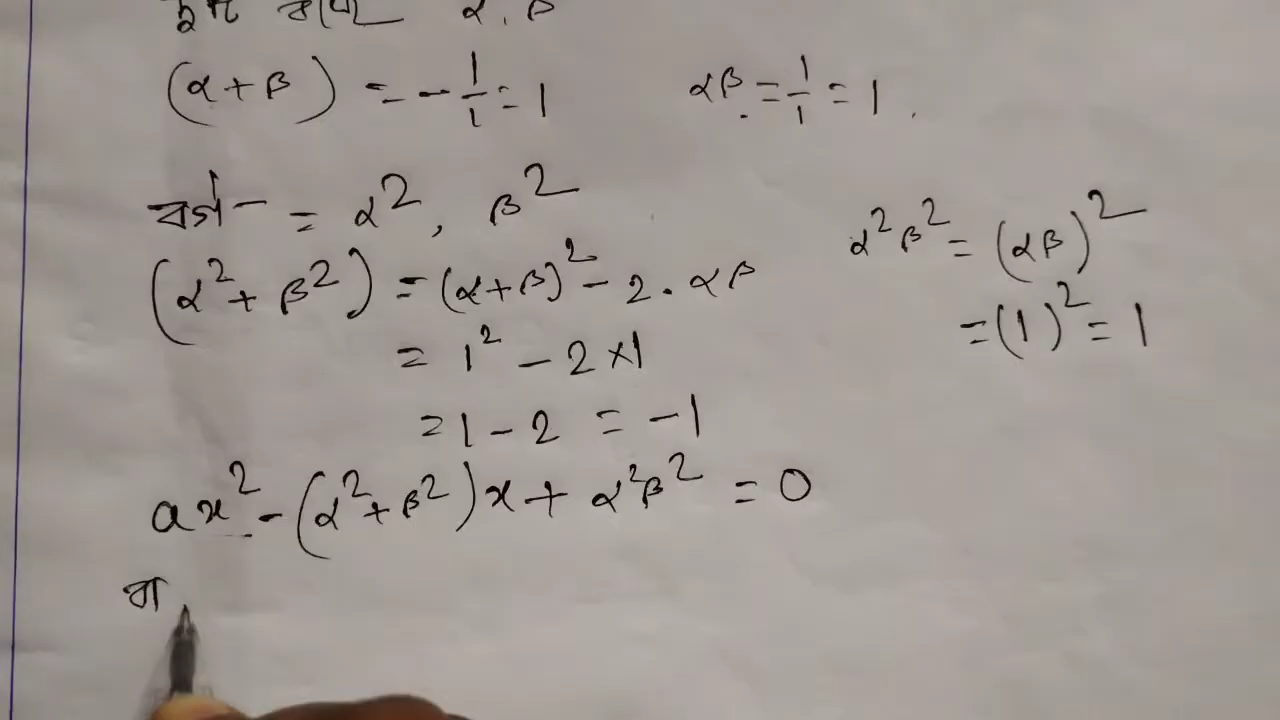 α, β
(α + β) = - 1/1 = 1 αβ = 1/1 = 1
বর্গ = α², β²
α²β² = (αβ)²
(α² + β²) = (α + β)² - 2 . αβ
= (1)² = 1
= 1² - 2 × 1
= 1 - 2 = -1
ax² - (α² + β²)x + α²β² = 0
বা